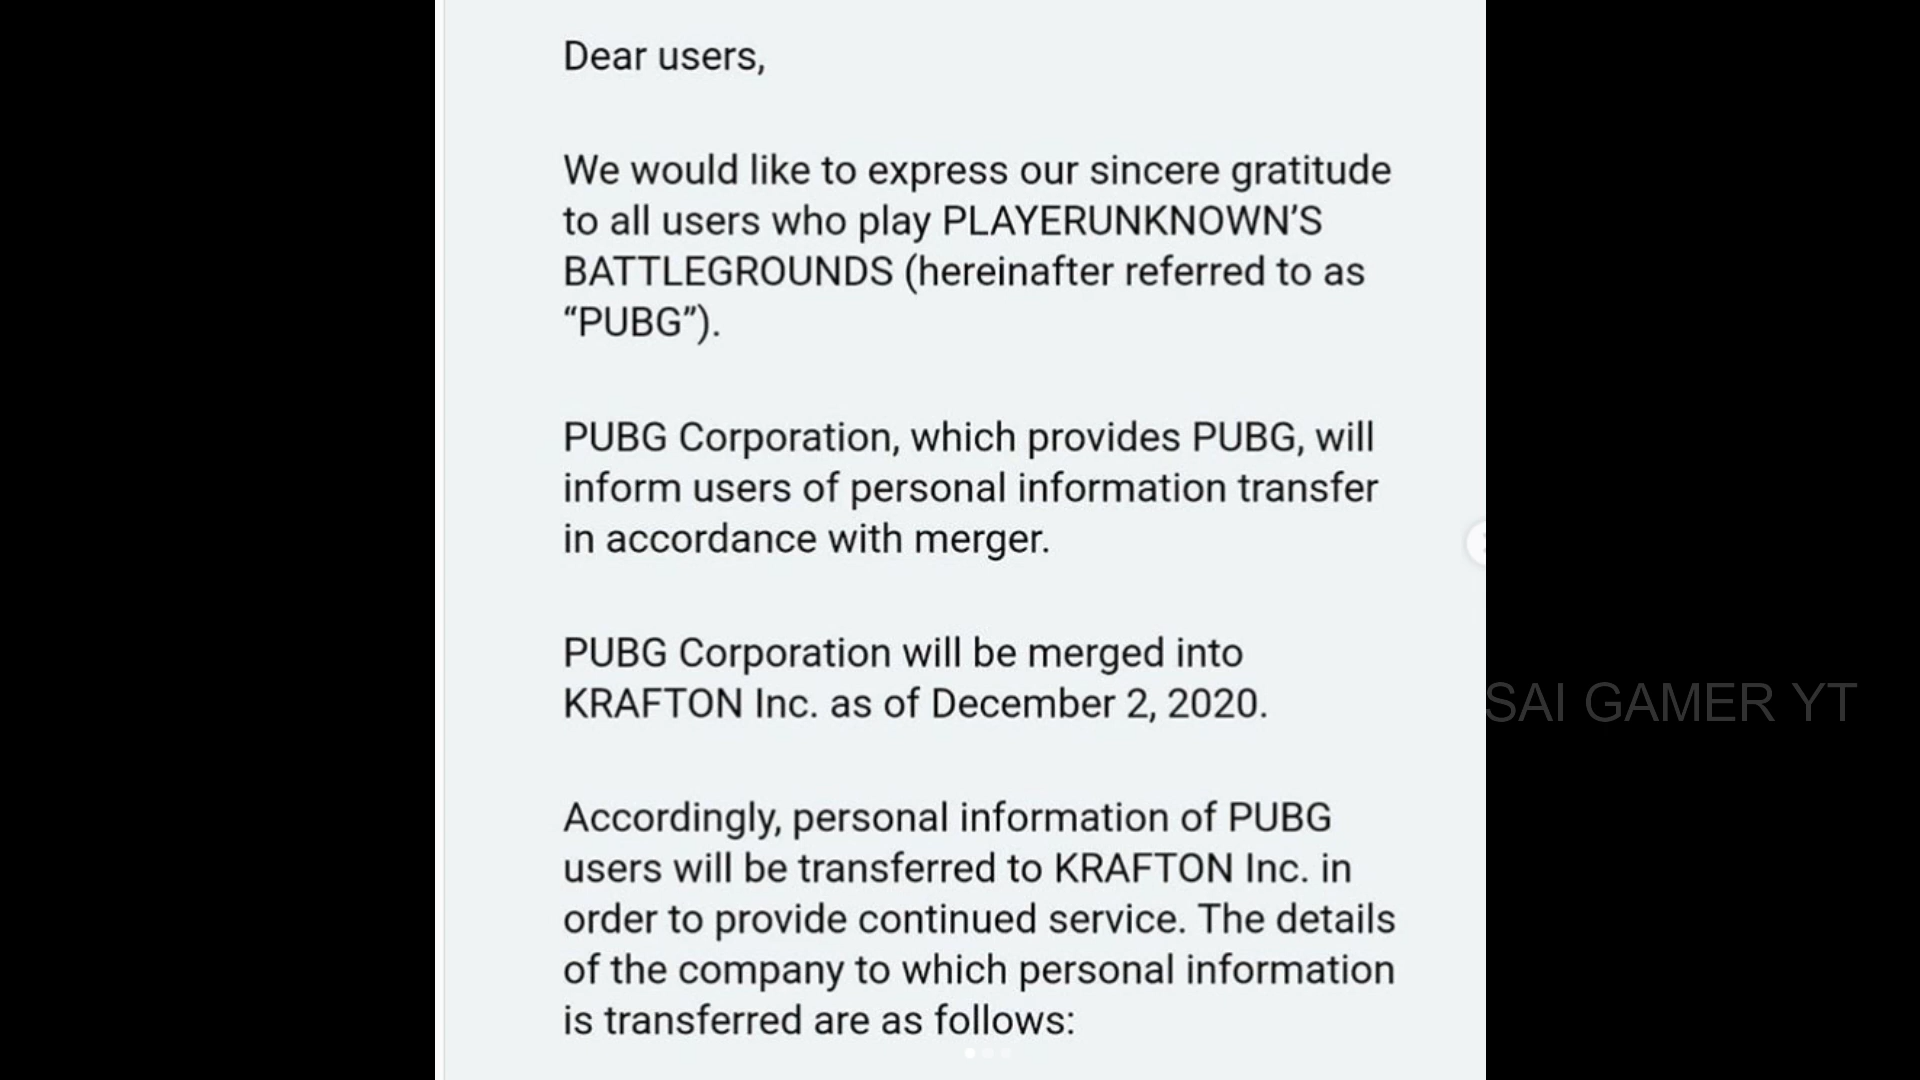 Dear users,
We would like to express our sincere gratitude
to all users who play PLAYERUNKNOWN’S
BATTLEGROUNDS (hereinafter referred to as
“PUBG”).
PUBG Corporation, which provides PUBG, will
inform users of personal information transfer
in accordance with merger.
PUBG Corporation will be merged into
KRAFTON Inc. as of December 2, 2020.
SAI GAMER YT
Accordingly, personal information of PUBG
users will be transferred to KRAFTON Inc. in
order to provide continued service. The details
of the company to which personal information
is transferred are as follows: